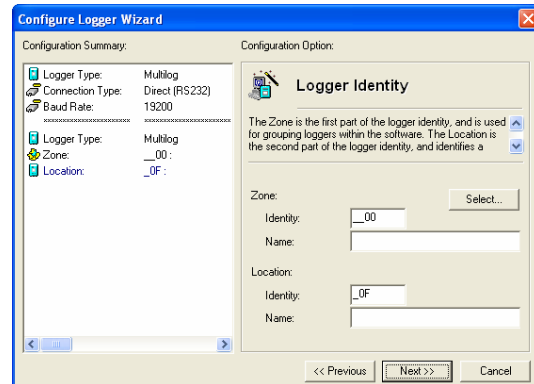 Configure Logger Wizard
Configuration Summary:
Logger Type: Multilog
Connection Type: Direct (RS232)
Baud Rate: 19200
xxxxxxxxxxxxxxxxxxxx xxxxxxxxxxxxxxxxxxxx
Logger Type: Multilog
Zone: __00 :
Location: _0F :
Configuration Option:
Logger Identity
The Zone is the first part of the logger identity, and is used
for grouping loggers within the software. The Location is
the second part of the logger identity, and identifies a
Zone:
Select...
Identity: __00
Name:
Location:
Identity: _0F
Name:
<< Previous Next >> Cancel